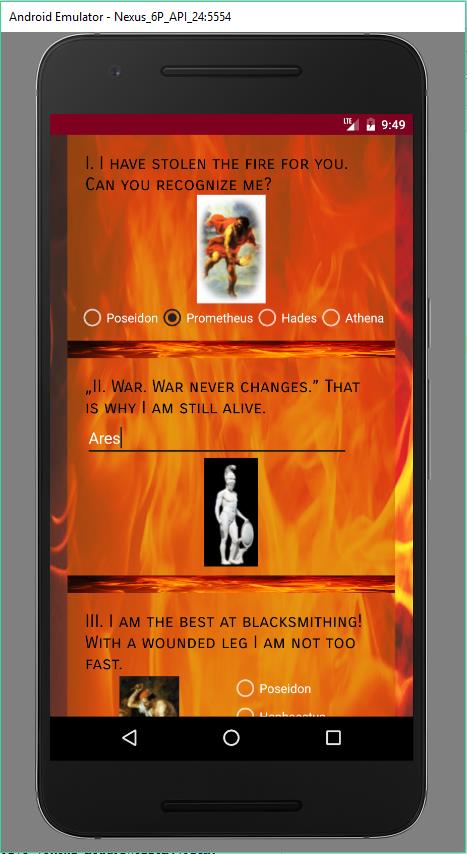 Android Emulator - Nexus_6P_API_24:5554
LTE 9:49
I. I have stolen the fire for you.
Can you recognize me?
Poseidon Prometheus Hades Athena
„II. War. War never changes.” That
is why I am still alive.
Ares
III. I am the best at blacksmithing!
With a wounded leg I am not too
fast.
Poseidon